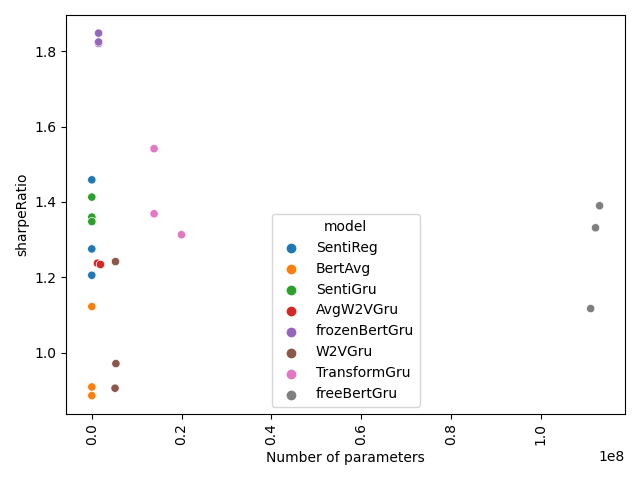 1.8
1.6
1.4
1.2
1.0
sharpeRatio
model
SentiReg
BertAvg
SentiGru
AvgW2VGru
frozenBertGru
W2VGru
TransformGru
freeBertGru
0.0
0.2
0.4
0.6
0.8
1.0
1e8
Number of parameters